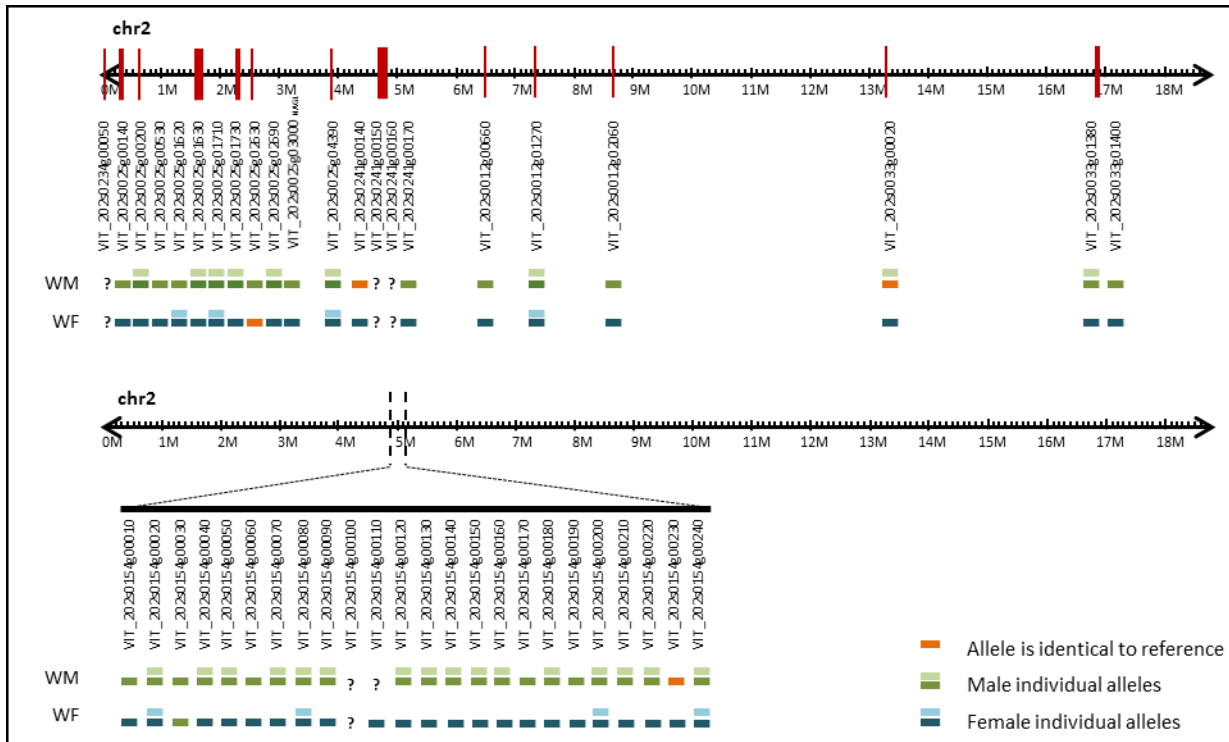 chr2
0M 1M 2M 3M 4M 5M 6M 7M 8M 9M 10M 11M 12M 13M 14M 15M 16M 17M 18M
VIT_202s0234g00050
VIT_202s0025g00140
VIT_202s0025g00200
VIT_202s0025g00530
VIT_202s0025g01620
VIT_202s0025g01630
VIT_202s0025g01710
VIT_202s0025g01730
VIT_202s0025g02630
VIT_202s0025g02690
VIT_202s0025g03000
VIT_202s0025g04390
VIT_202s0241g00140
VIT_202s0241g00150
VIT_202s0241g00160
VIT_202s0241g00170
VIT_202s0012g00660
VIT_202s0012g01270
VIT_202s0012g02060
VIT_202s0033g00020
VIT_202s0033g01380
VIT_202s0033g01400
WM ? ? ?
WF ? ? ?
chr2
0M 1M 2M 3M 4M 5M 6M 7M 8M 9M 10M 11M 12M 13M 14M 15M 16M 17M 18M
VIT_202s0154g00010
VIT_202s0154g00020
VIT_202s0154g00030
VIT_202s0154g00040
VIT_202s0154g00050
VIT_202s0154g00060
VIT_202s0154g00070
VIT_202s0154g00080
VIT_202s0154g00090
VIT_202s0154g00100
VIT_202s0154g00110
VIT_202s0154g00120
VIT_202s0154g00130
VIT_202s0154g00140
VIT_202s0154g00150
VIT_202s0154g00160
VIT_202s0154g00170
VIT_202s0154g00180
VIT_202s0154g00190
VIT_202s0154g00200
VIT_202s0154g00210
VIT_202s0154g00220
VIT_202s0154g00230
VIT_202s0154g00240
WM ? ?
WF ?
Allele is identical to reference
Male individual alleles
Female individual alleles